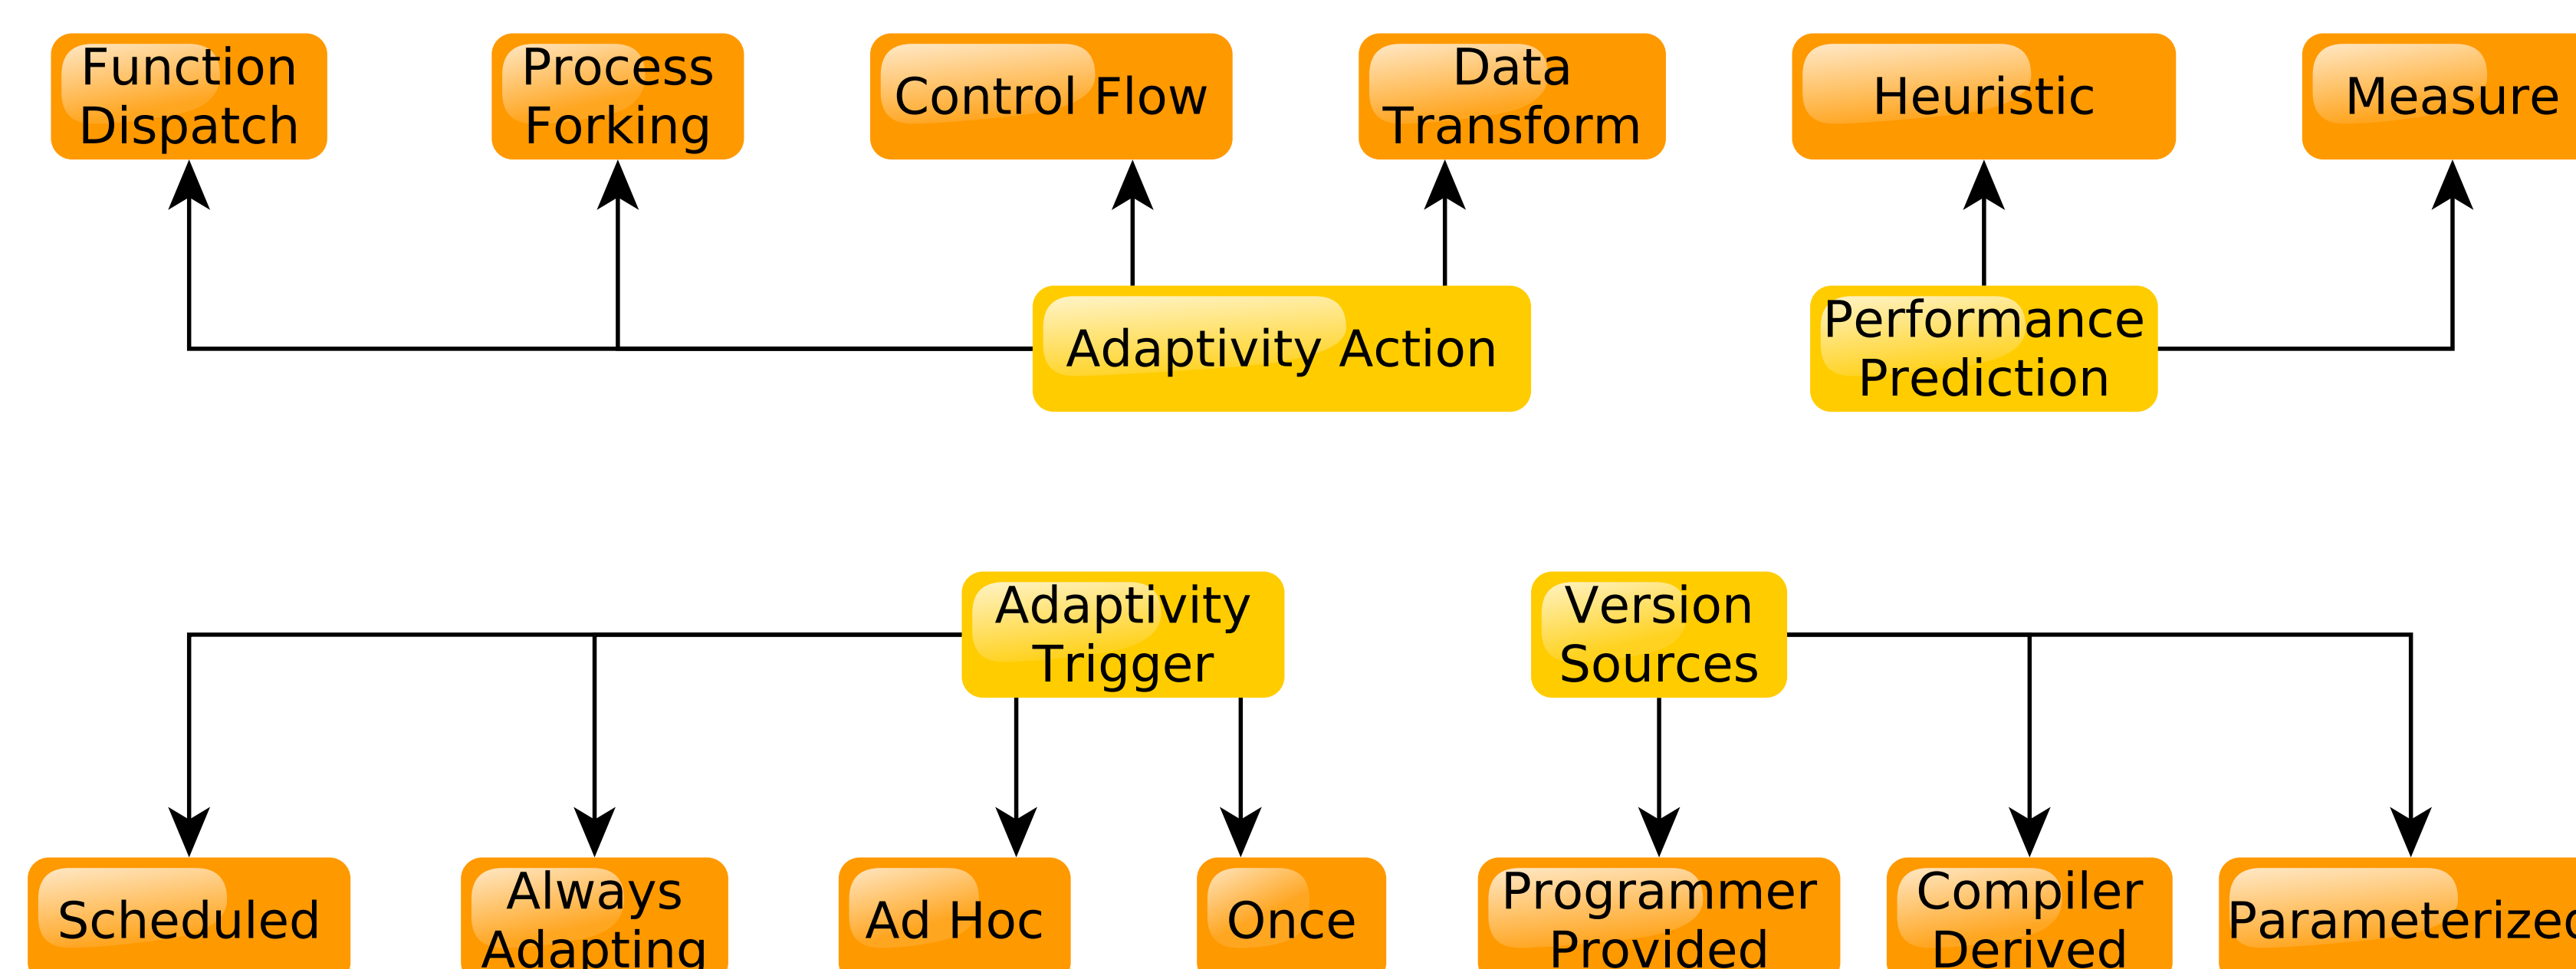 Function
Dispatch
Process
Forking
Control Flow
Data
Transform
Heuristic
Measure
Adaptivity Action
Performance
Prediction
Adaptivity
Trigger
Version
Sources
Scheduled
Always
Adapting
Ad Hoc
Once
Programmer
Provided
Compiler
Derived
Parameterized